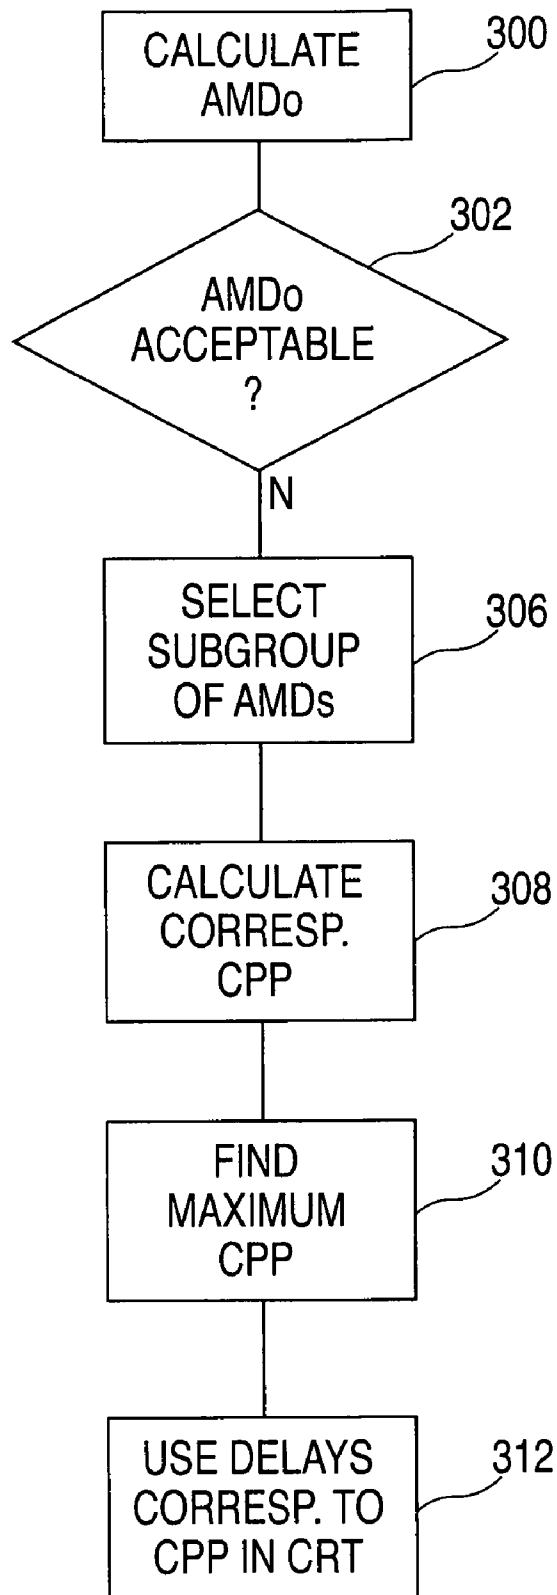 CALCULATE
AMDo
300
302
AMDo
ACCEPTABLE
?
N
SELECT
SUBGROUP
OF AMDs
306
CALCULATE
CORRESP.
CPP
308
FIND
MAXIMUM
CPP
310
USE DELAYS
CORRESP. TO
CPP IN CRT
312